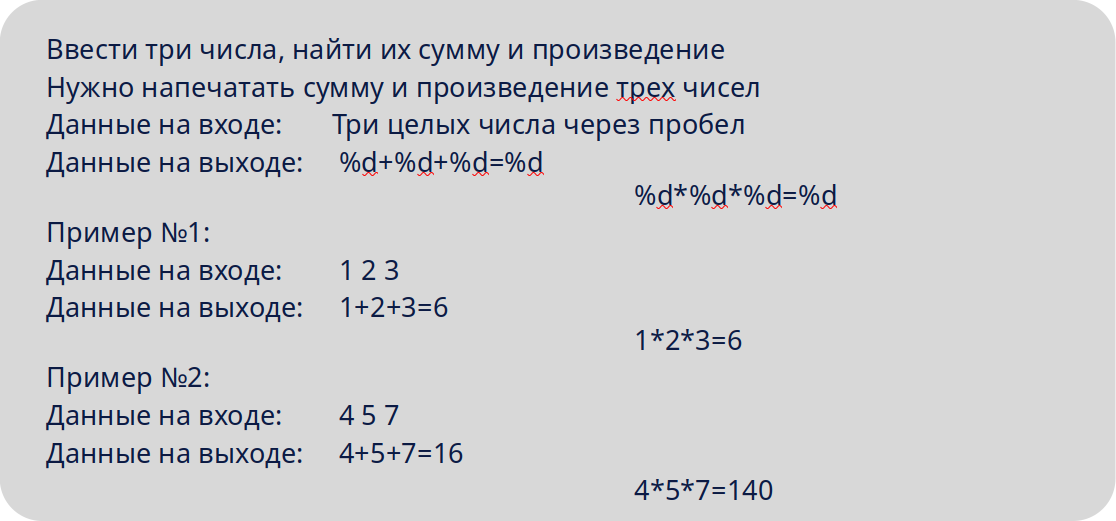 Ввести три числа, найти их сумму и произведение
Нужно напечатать сумму и произведение трех чисел
Данные на входе: Три целых числа через пробел
Данные на выходе: %d+%d+%d=%d
%d*%d*%d=%d
Пример №1:
Данные на входе: 1 2 3
Данные на выходе: 1+2+3=6
1*2*3=6
Пример №2:
Данные на входе: 4 5 7
Данные на выходе: 4+5+7=16
4*5*7=140